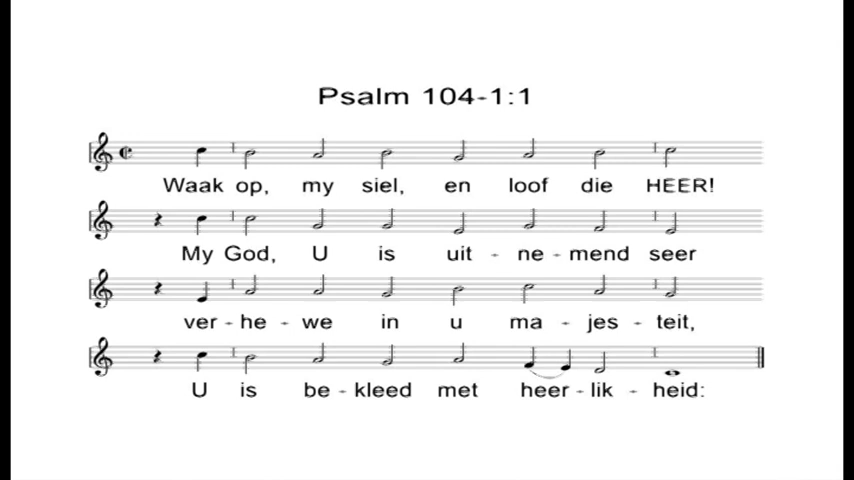 Psalm 104-1:1
Waak op, my siel, en loof die HEER!
My God, U is uit - ne - mend seer
ver - he - we in u ma - jes - teit,
U is be - kleed met heer - lik - heid: